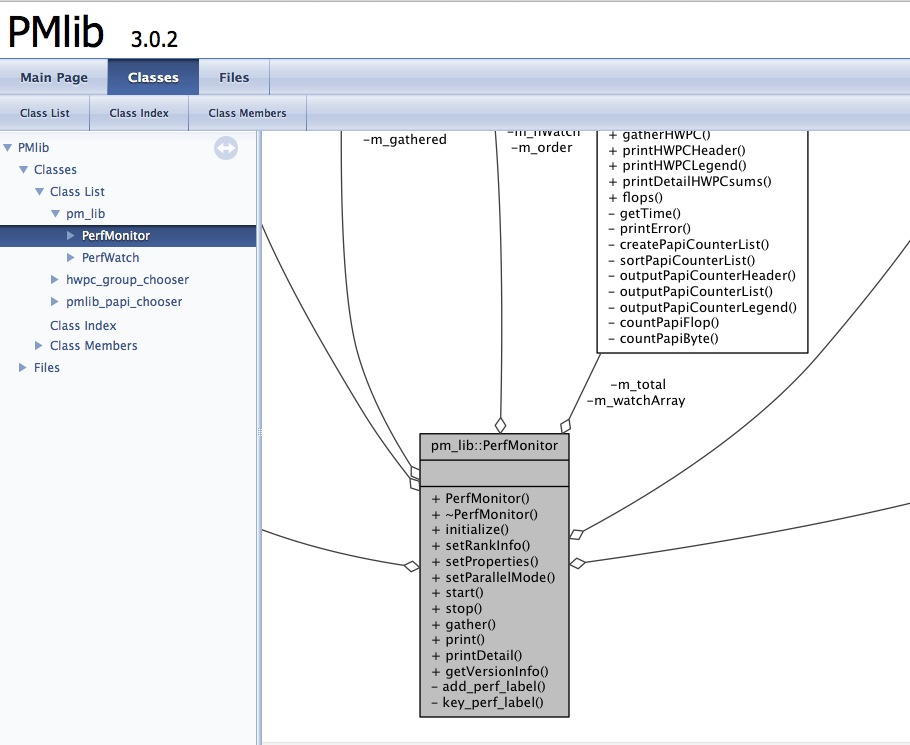 PMlib 3.0.2
Main Page Classes Files
Class List Class Index Class Members
PMlib
Classes
Class List
pm_lib
PerfMonitor
PerfWatch
hwpc_group_chooser
pmlib_papi_chooser
Class Index
Class Members
Files
-m_gathered
-m_nWatch
-m_order
+ gatherHWPC()
+ printHWPCHeader()
+ printHWPCLegend()
+ printDetailHWPCsums()
+ flops()
- getTime()
- printError()
- createPapiCounterList()
- sortPapiCounterList()
- outputPapiCounterHeader()
- outputPapiCounterList()
- outputPapiCounterLegend()
- countPapiFlop()
- countPapiByte()
-m_total
-m_watchArray
pm_lib::PerfMonitor
+ PerfMonitor()
+ ~PerfMonitor()
+ initialize()
+ setRankInfo()
+ setProperties()
+ setParallelMode()
+ start()
+ stop()
+ gather()
+ print()
+ printDetail()
+ getVersionInfo()
- add_perf_label()
- key_perf_label()